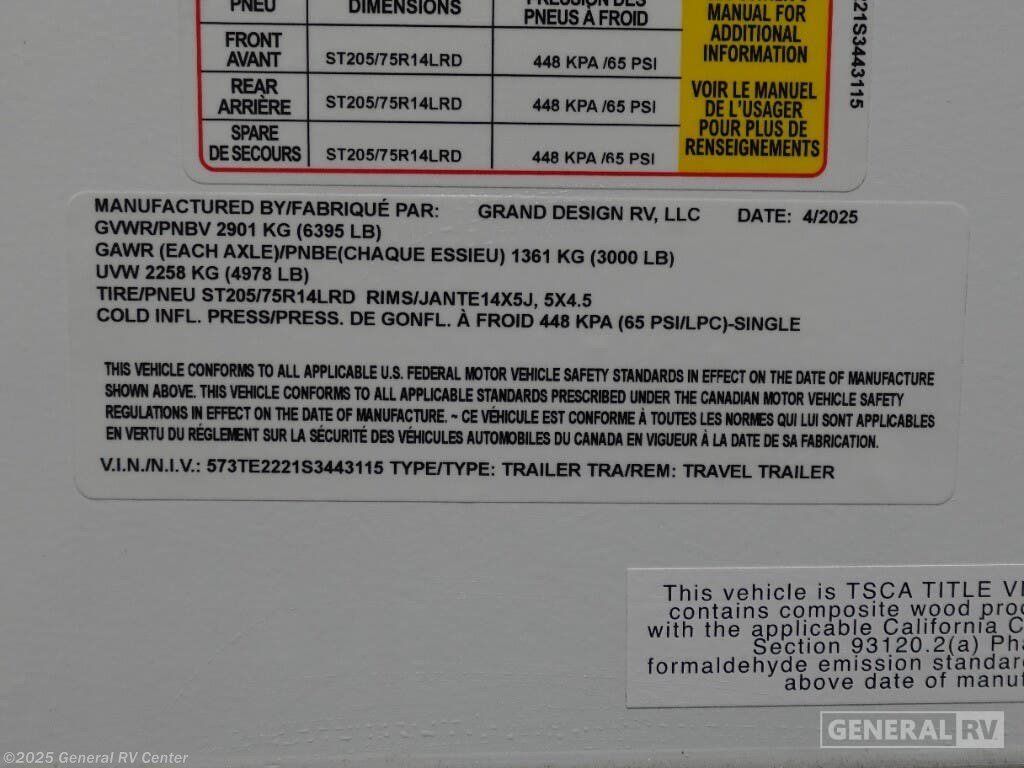 PNEU DIMENSIONS PRESSION DES
PNEUS À FROID
MANUAL FOR
ADDITIONAL
INFORMATION
FRONT
AVANT ST205/75R14LRD 448 KPA /65 PSI
REAR
ARRIÈRE ST205/75R14LRD 448 KPA /65 PSI
SPARE
DE SECOURS ST205/75R14LRD 448 KPA /65 PSI
VOIR LE MANUEL
DE L'USAGER
POUR PLUS DE
RENSEIGNEMENTS
21S3443115
MANUFACTURED BY/FABRIQUÉ PAR: GRAND DESIGN RV, LLC DATE: 4/2025
GVWR/PNBV 2901 KG (6395 LB)
GAWR (EACH AXLE)/PNBE(CHAQUE ESSIEU) 1361 KG (3000 LB)
UVW 2258 KG (4978 LB)
TIRE/PNEU ST205/75R14LRD RIMS/JANTE14X5J, 5X4.5
COLD INFL. PRESS/PRESS. DE GONFL. À FROID 448 KPA (65 PSI/LPC)-SINGLE
THIS VEHICLE CONFORMS TO ALL APPLICABLE U.S. FEDERAL MOTOR VEHICLE SAFETY STANDARDS IN EFFECT ON THE DATE OF MANUFACTURE
SHOWN ABOVE. THIS VEHICLE CONFORMS TO ALL APPLICABLE STANDARDS PRESCRIBED UNDER THE CANADIAN MOTOR VEHICLE SAFETY
REGULATIONS IN EFFECT ON THE DATE OF MANUFACTURE. ~ CE VÉHICULE EST CONFORME À TOUTES LES NORMES QUI LUI SONT APPLICABLES
EN VERTU DU RÉGLEMENT SUR LA SÉCURITÉ DES VÉHICULES AUTOMOBILES DU CANADA EN VIGUEUR À LA DATE DE SA FABRICATION.
V.I.N./N.I.V.: 573TE2221S3443115 TYPE/TYPE: TRAILER TRA/REM: TRAVEL TRAILER
This vehicle is TSCA TITLE VI
contains composite wood prod
with the applicable California C
Section 93120.2(a) Pha
formaldehyde emission standar
above date of manuf
GENERAL RV
©2025 General RV Center